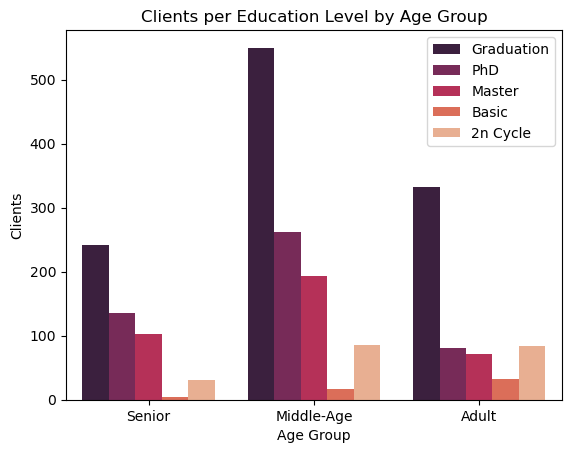 Clients per Education Level by Age Group
Graduation
PhD
Master
Basic
2n Cycle
500
400
300
200
100
0
Clients
Senior
Middle-Age
Adult
Age Group